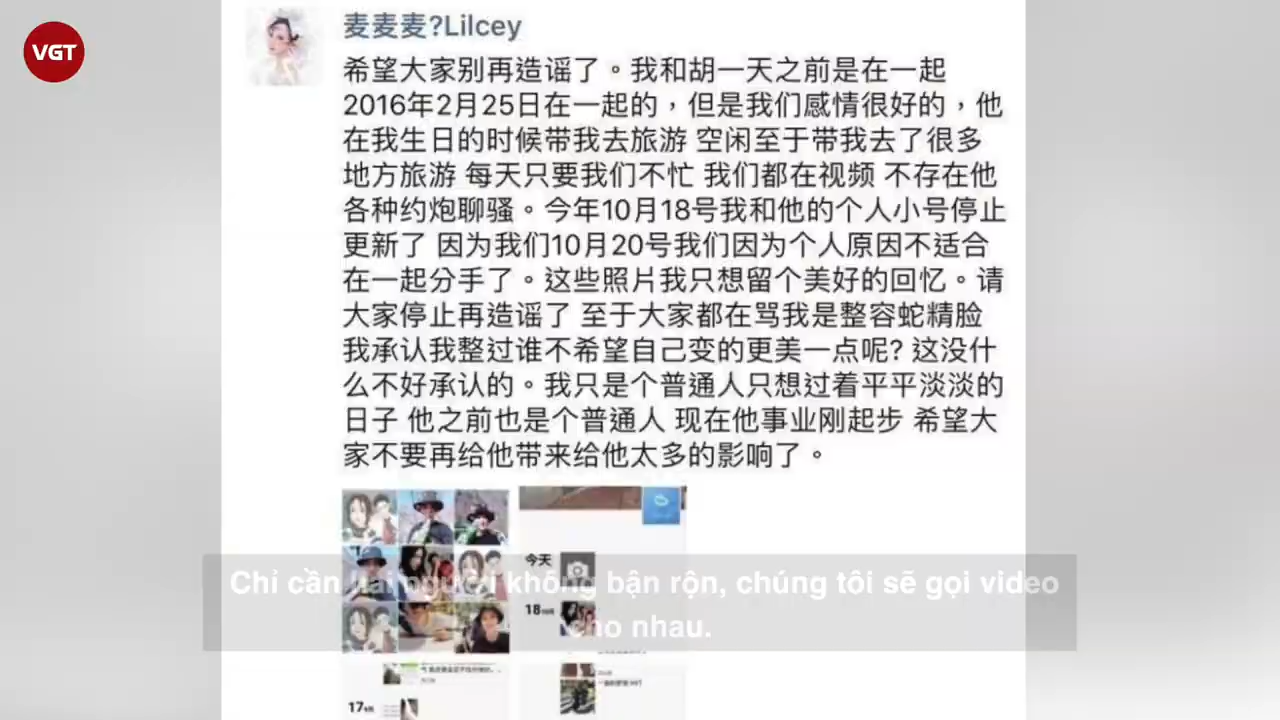 VGT
麦麦麦?Lilcey
希望大家别再造谣了。我和胡一天之前是在一起
2016年2月25日在一起的，但是我们感情很好的，他
在我生日的时候带我去旅游 空闲至于带我去了很多
地方旅游 每天只要我们不忙 我们都在视频 不存在他
各种约炮聊骚。今年10月18号我和他的个人小号停止
更新了 因为我们10月20号我们因为个人原因不适合
在一起分手了。这些照片我只想留个美好的回忆。请
大家停止再造谣了 至于大家都在骂我是整容蛇精脸
我承认我整过谁不希望自己变的更美一点呢? 这没什
么不好承认的。我只是个普通人只想过着平平淡淡的
日子 他之前也是个普通人 现在他事业刚起步 希望大
家不要再给他带来给他太多的影响了。
今天
Chỉ cần hai người không bận rộn, chúng tôi sẽ gọi video
cho nhau.
18
17